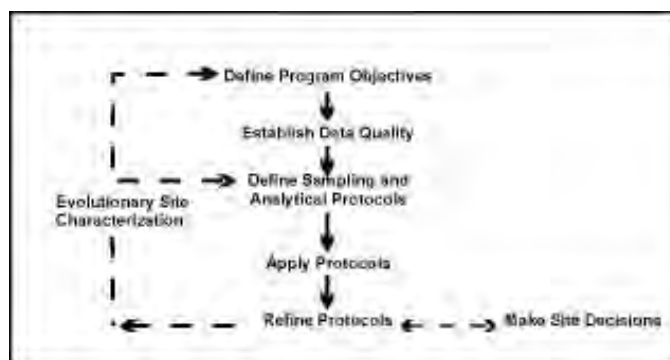 Define Program Objectives
Establish Data Quality
Define Sampling and
Analytical Protocols
Evolutionary Site
Characterization
Apply Protocols
Refine Protocols
Make Site Decisions